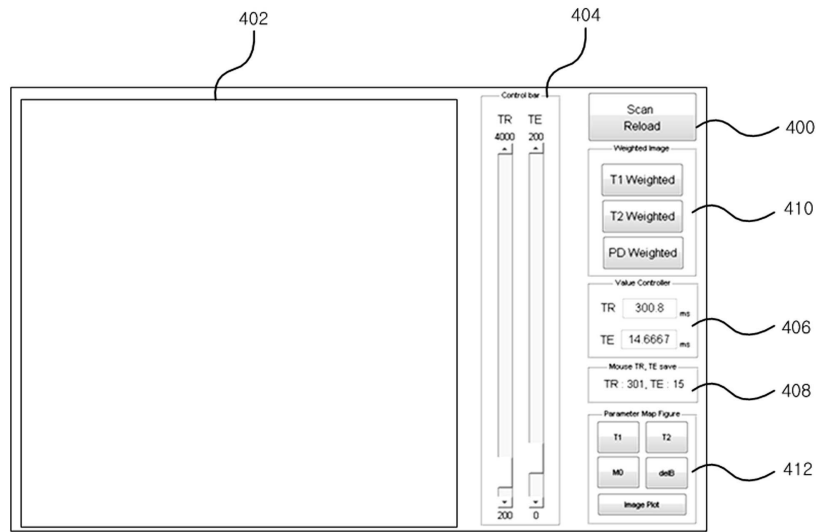 402
404
Control bar
TR TE
4000 200
200 0
Scan
Reload
400
Weighted Image
T1 Weighted
T2 Weighted
PD Weighted
410
Value Controller
TR 300.8 ms
TE 14.6667 ms
406
Mouse TR, TE save
TR : 301, TE : 15
408
Parameter Map Figure
T1 T2
M0 delB
Image Plot
412